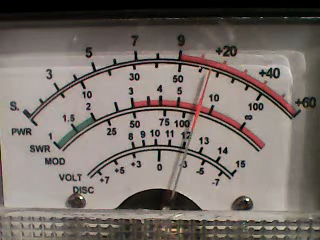 3 5 7 9 +20 +40 +60
S.
PWR 10 30 50 100
1 1.5 2 3 4 5 10 ∞
SWR
MOD 25 50 75 100
8 9 10 11 12 13 14 15
VOLT
DISC +7 +5 +3 0 -3 -5 -7